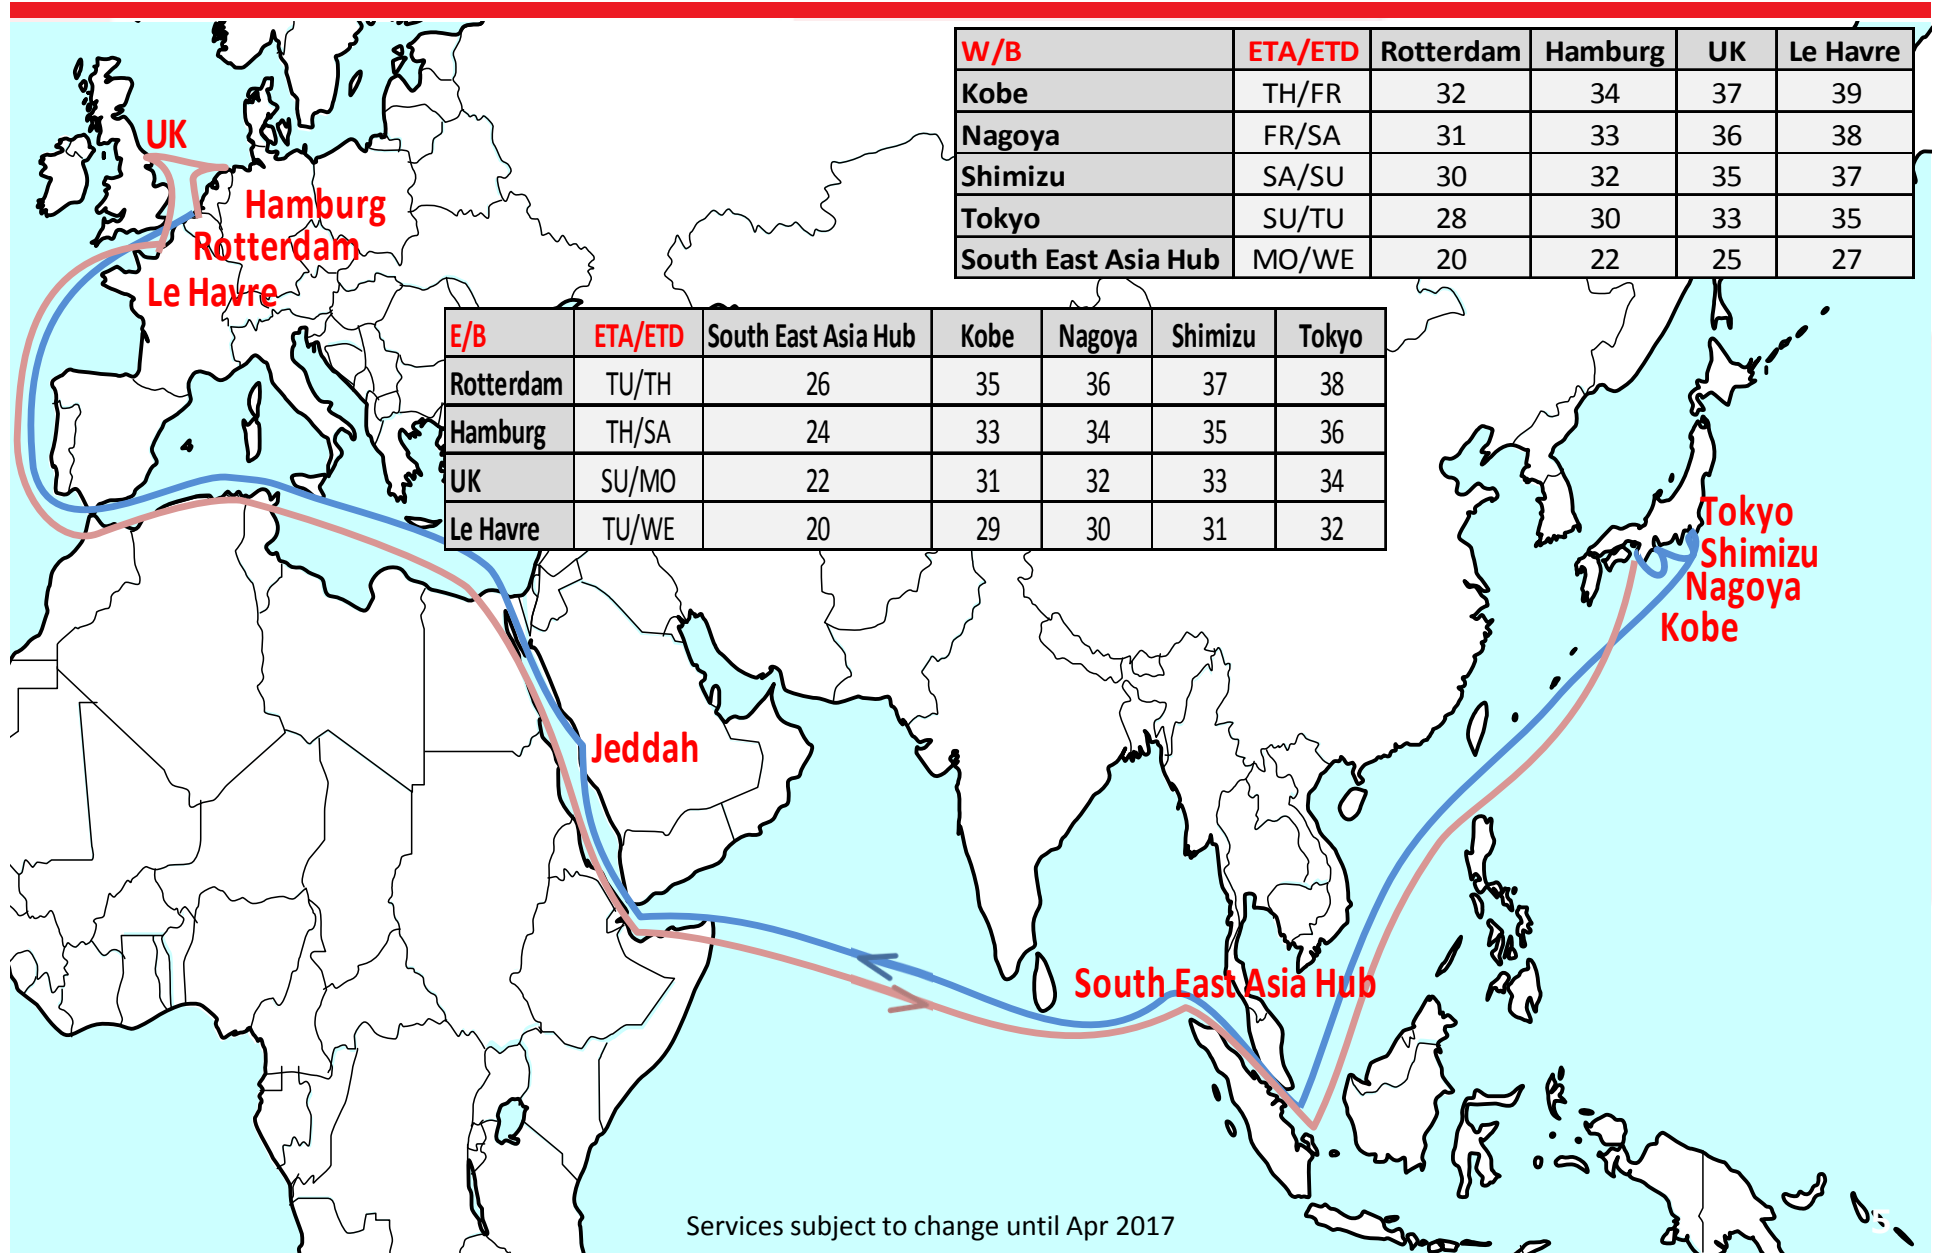 W/B ETA/ETD Rotterdam Hamburg UK Le Havre
Kobe TH/FR 32 34 37 39
Nagoya FR/SA 31 33 36 38
Shimizu SA/SU 30 32 35 37
Tokyo SU/TU 28 30 33 35
South East Asia Hub MO/WE 20 22 25 27
UK
Hamburg
Rotterdam
Le Havre
E/B ETA/ETD South East Asia Hub Kobe Nagoya Shimizu Tokyo
Rotterdam TU/TH 26 35 36 37 38
Hamburg TH/SA 24 33 34 35 36
UK SU/MO 22 31 32 33 34
Le Havre TU/WE 20 29 30 31 32
Tokyo
Shimizu
Nagoya
Kobe
Jeddah
South East Asia Hub
Services subject to change until Apr 2017
5